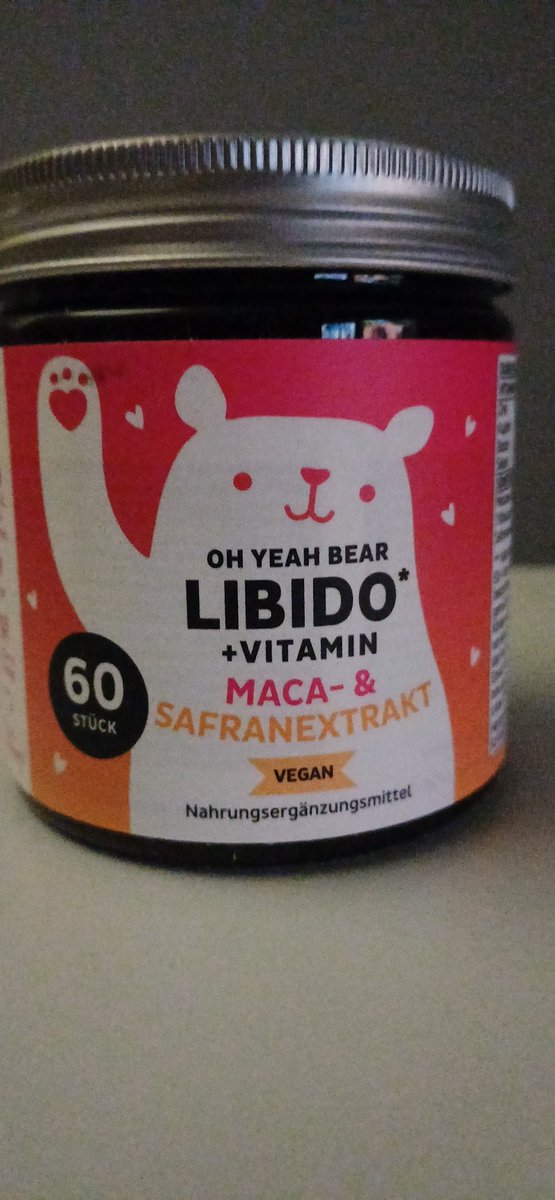 OH YEAH BEAR
LIBIDO*
+VITAMIN
MACA- &
SAFRANEXTRAKT
VEGAN
Nahrungsergänzungsmittel
60
STÜCK